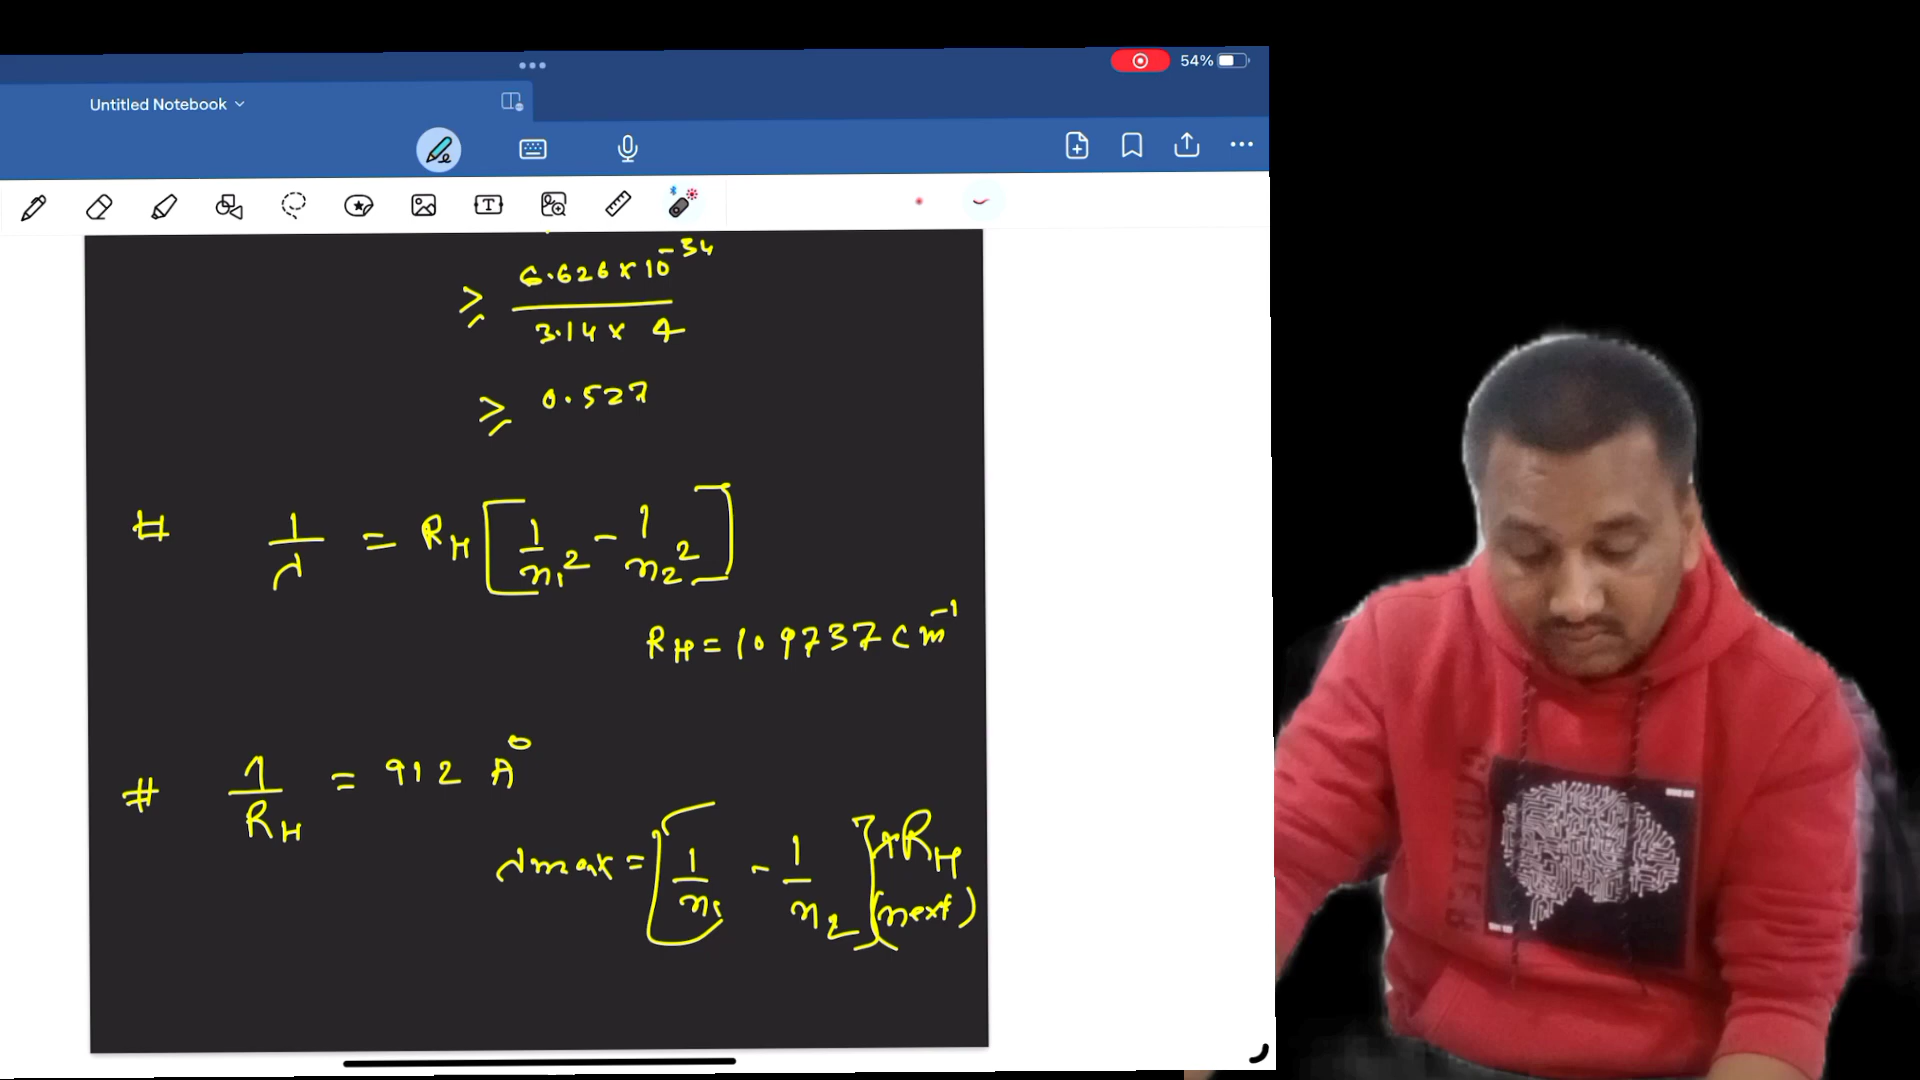 54%
Untitled Notebook
6.626 × 10⁻³⁴
≥ ─────
3.14 × 4
≥ 0.527
# 1/λ = R_H [1/n₁² - 1/n₂²]
R_H = 109737 cm⁻¹
# 1/R_H = 912 A°
λmax = [1/n₁ - 1/n₂] × R_H
(next)
CLUSTER